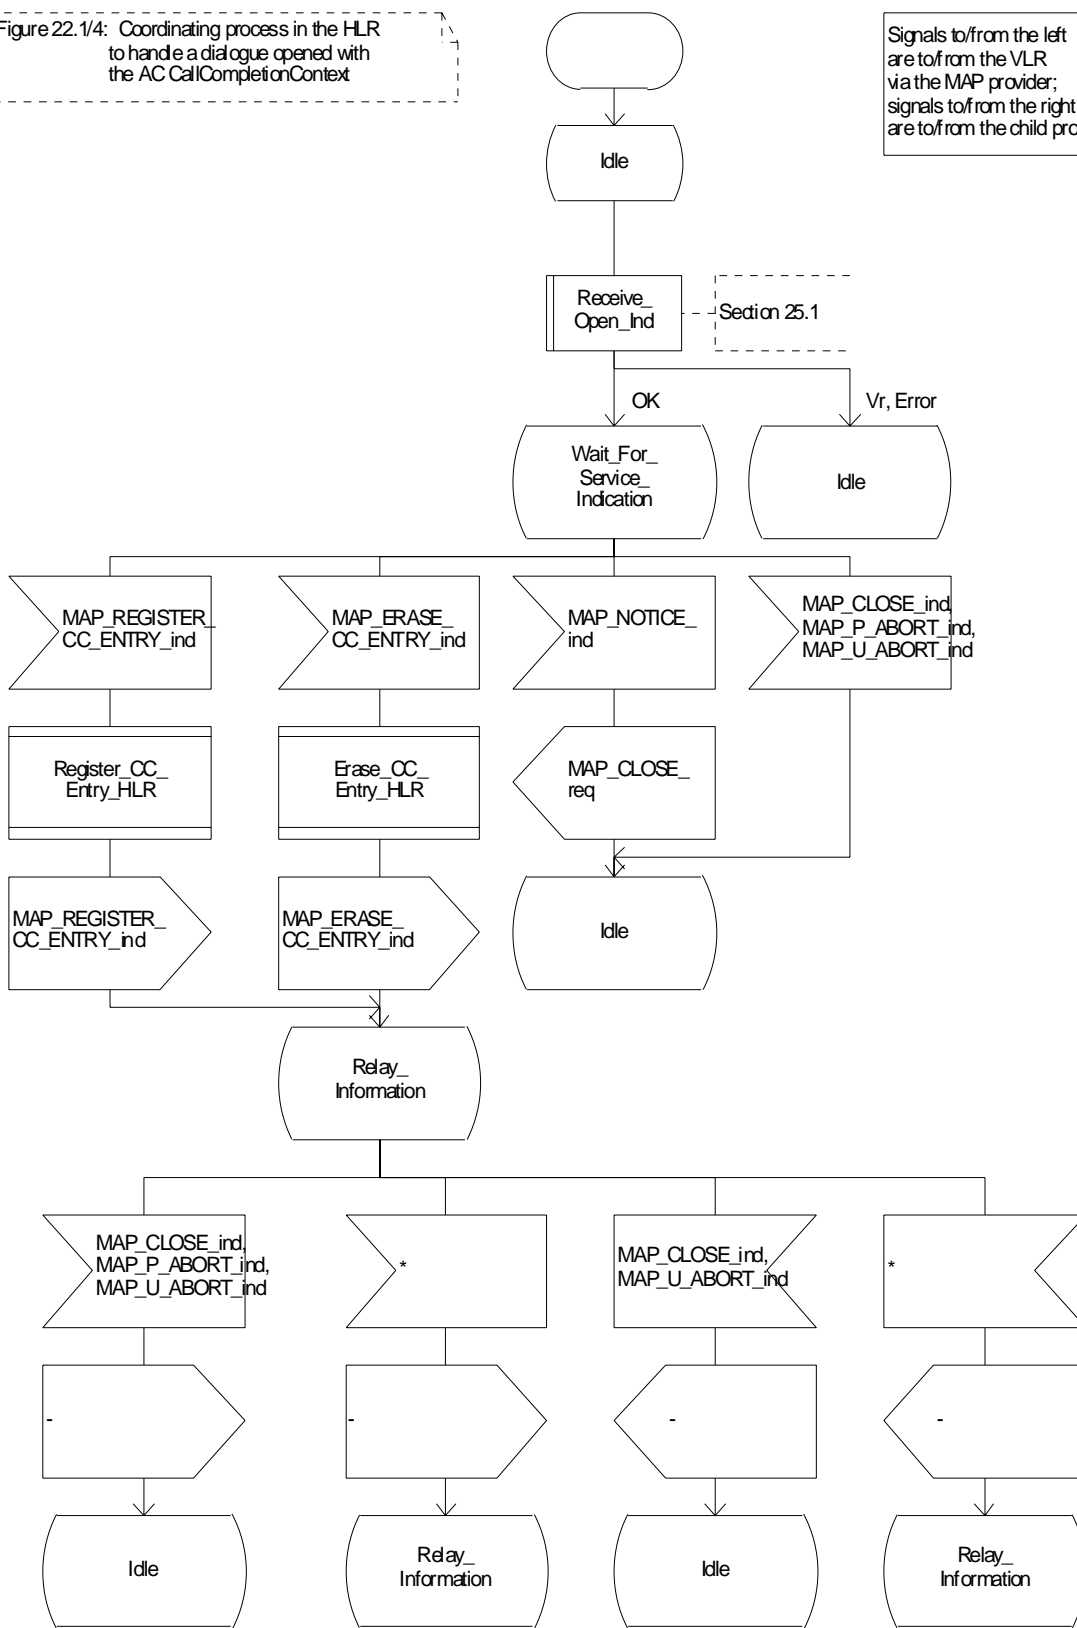 Figure 22.1/4: Coordinating process in the HLR
to handle a dialogue opened with
the AC CallCompletionContext
Signals to/from the left
are to/from the VLR
via the MAP provider;
signals to/from the right
are to/from the child pro
Idle
Receive_
Open_Ind
Section 25.1
OK
Vr, Error
Wait_For_
Service_
Indication
Idle
MAP_REGISTER_
CC_ENTRY_ind
MAP_ERASE_
CC_ENTRY_ind
MAP_NOTICE_
ind
MAP_CLOSE_ind,
MAP_P_ABORT_ind,
MAP_U_ABORT_ind
Register_CC_
Entry_HLR
Erase_CC_
Entry_HLR
MAP_CLOSE_
req
MAP_REGISTER_
CC_ENTRY_ind
MAP_ERASE_
CC_ENTRY_ind
Idle
Relay_
Information
MAP_CLOSE_ind,
MAP_P_ABORT_ind,
MAP_U_ABORT_ind
*
MAP_CLOSE_ind,
MAP_U_ABORT_ind
*
-
-
-
-
Idle
Relay_
Information
Idle
Relay_
Information